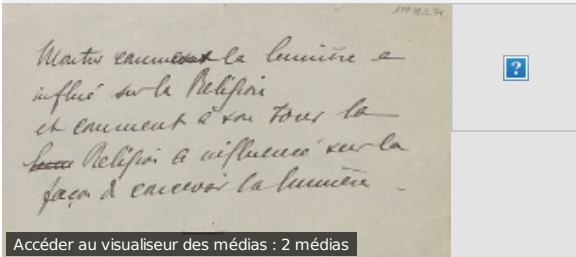 Montrer comment la lumière a
influé sur la Religion
et comment à son tour la
Religion a influencé sur la
façon de concevoir la lumière
Accéder au visualiseur des médias : 2 médias
?